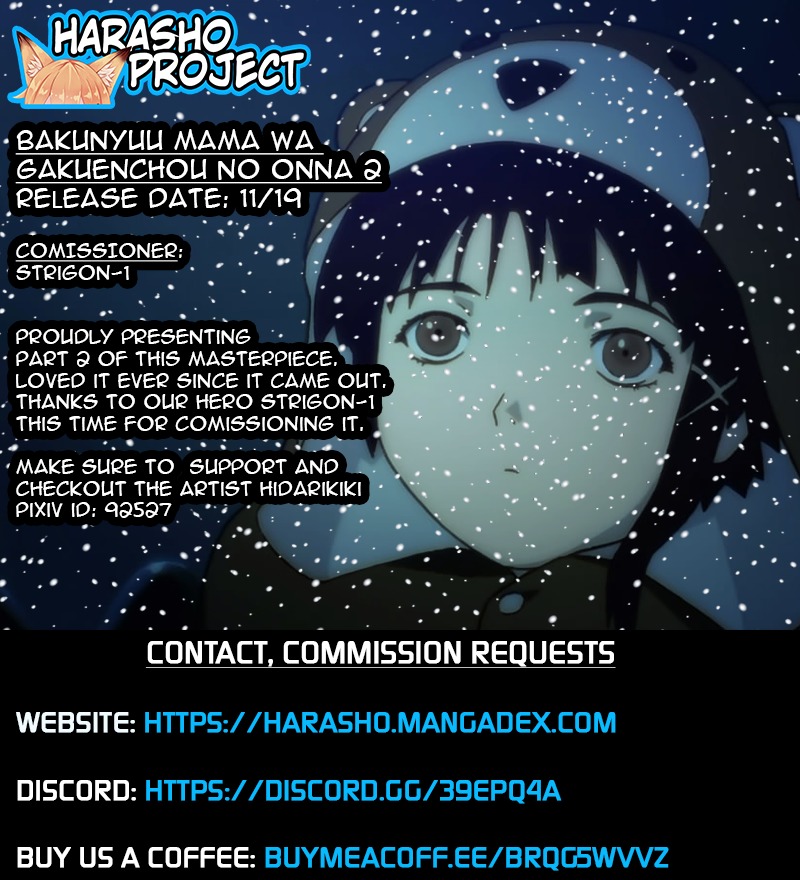 HARASHO
PROJECT
BAKUNYUU MAMA WA
GAKUENCHOU NO ONNA 2
RELEASE DATE: 11/19
COMISSIONER:
STRIGON-1
PROUDLY PRESENTING
PART 2 OF THIS MASTERPIECE.
LOVED IT EVER SINCE IT CAME OUT.
THANKS TO OUR HERO STRIGON-1
THIS TIME FOR COMISSIONING IT.
MAKE SURE TO SUPPORT AND
CHECKOUT THE ARTIST HIDARIKIKI
PIXIV ID: 92527
CONTACT, COMMISSION REQUESTS
WEBSITE: HTTPS://HARASHO.MANGADEX.COM
DISCORD: HTTPS://DISCORD.GG/39EPQ4A
BUY US A COFFEE: BUYMEACOFF.EE/BRQG5WVVZ